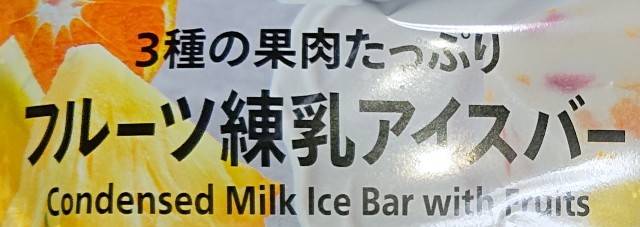 3種の果肉たっぷり
フルーツ練乳アイスバー
Condensed Milk Ice Bar with Fruits